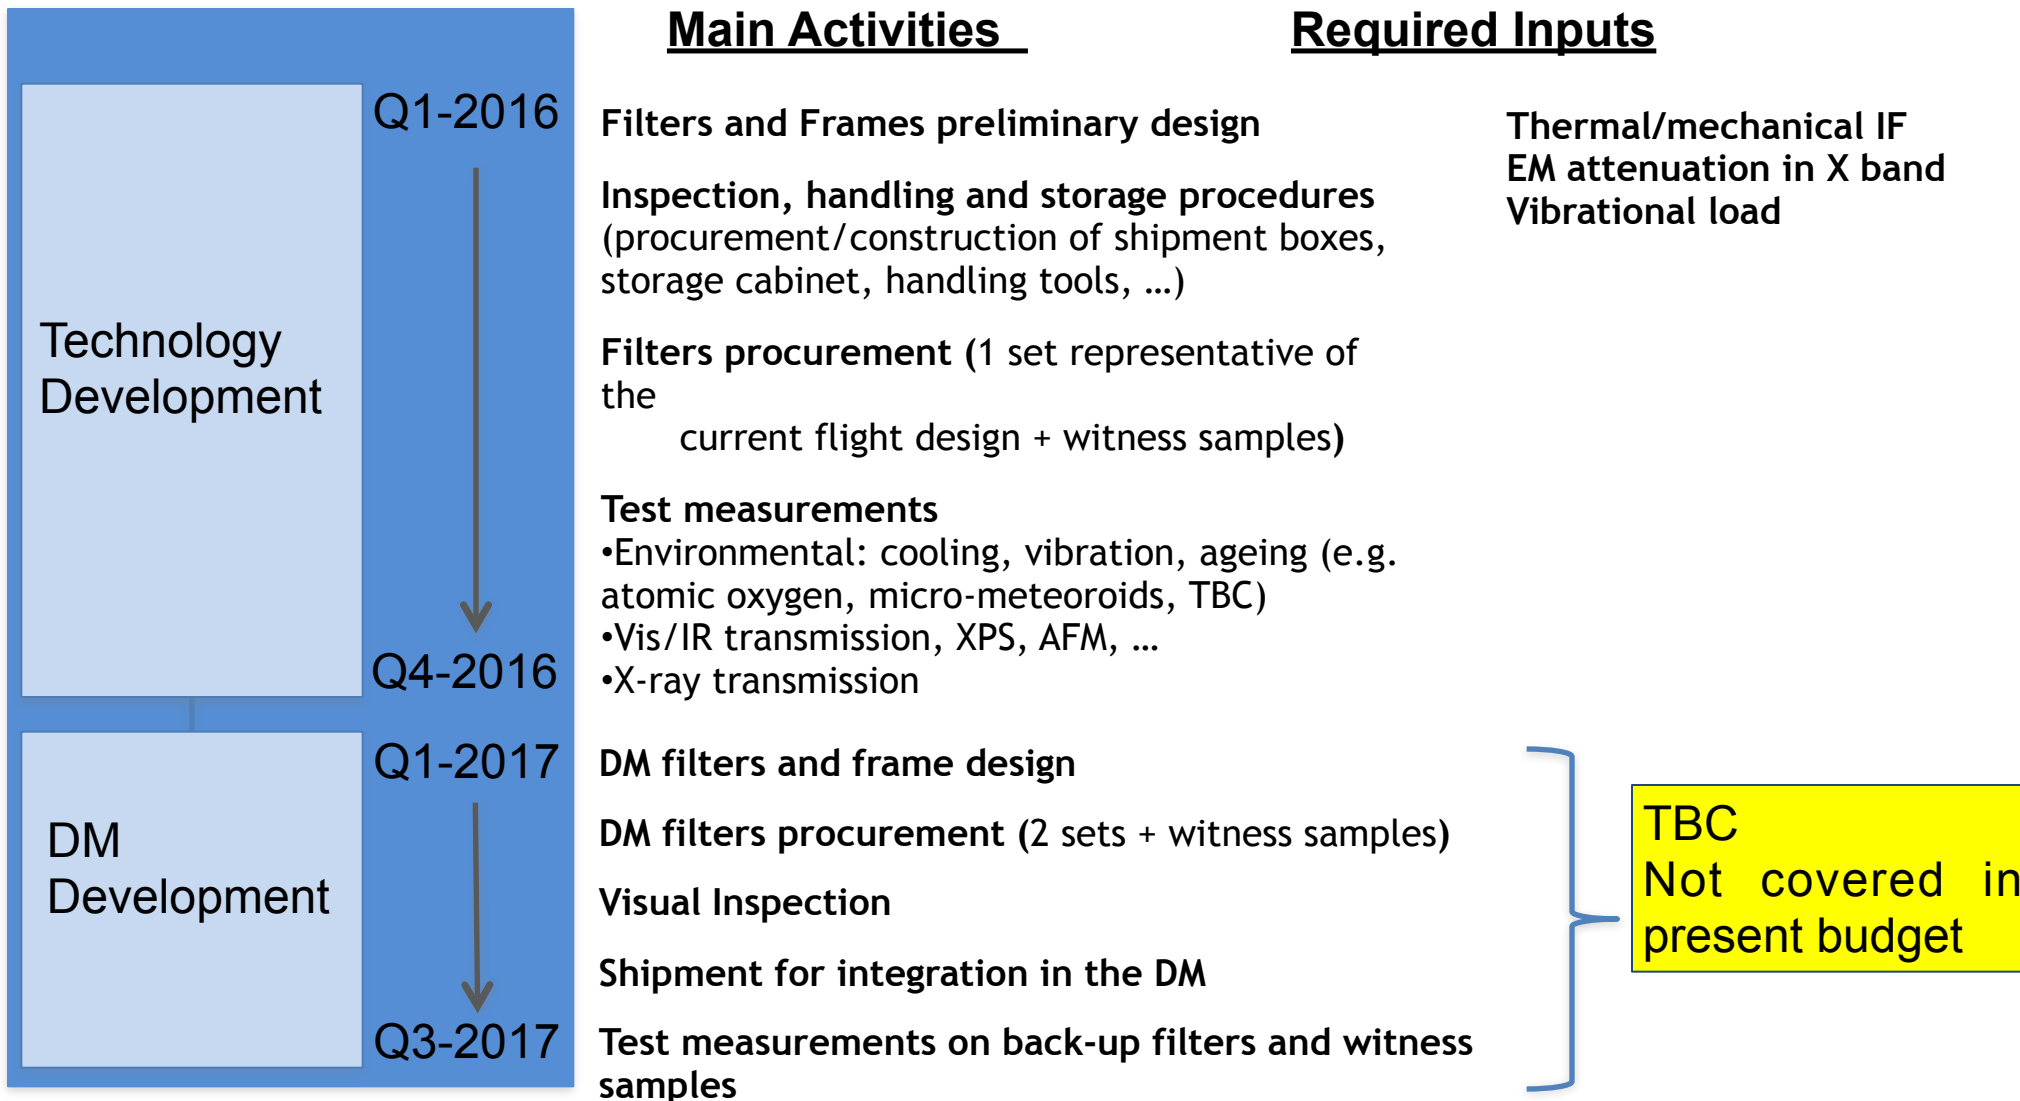 Main Activities
Required Inputs
Technology
Development
Q1-2016
Q4-2016
Filters and Frames preliminary design
Inspection, handling and storage procedures
(procurement/construction of shipment boxes,
storage cabinet, handling tools, …)
Filters procurement (1 set representative of
the
current flight design + witness samples)
Test measurements
•Environmental: cooling, vibration, ageing (e.g.
atomic oxygen, micro-meteoroids, TBC)
•Vis/IR transmission, XPS, AFM, …
•X-ray transmission
Thermal/mechanical IF
EM attenuation in X band
Vibrational load
DM
Development
Q1-2017
Q3-2017
DM filters and frame design
DM filters procurement (2 sets + witness samples)
Visual Inspection
Shipment for integration in the DM
Test measurements on back-up filters and witness
samples
TBC
Not covered in
present budget